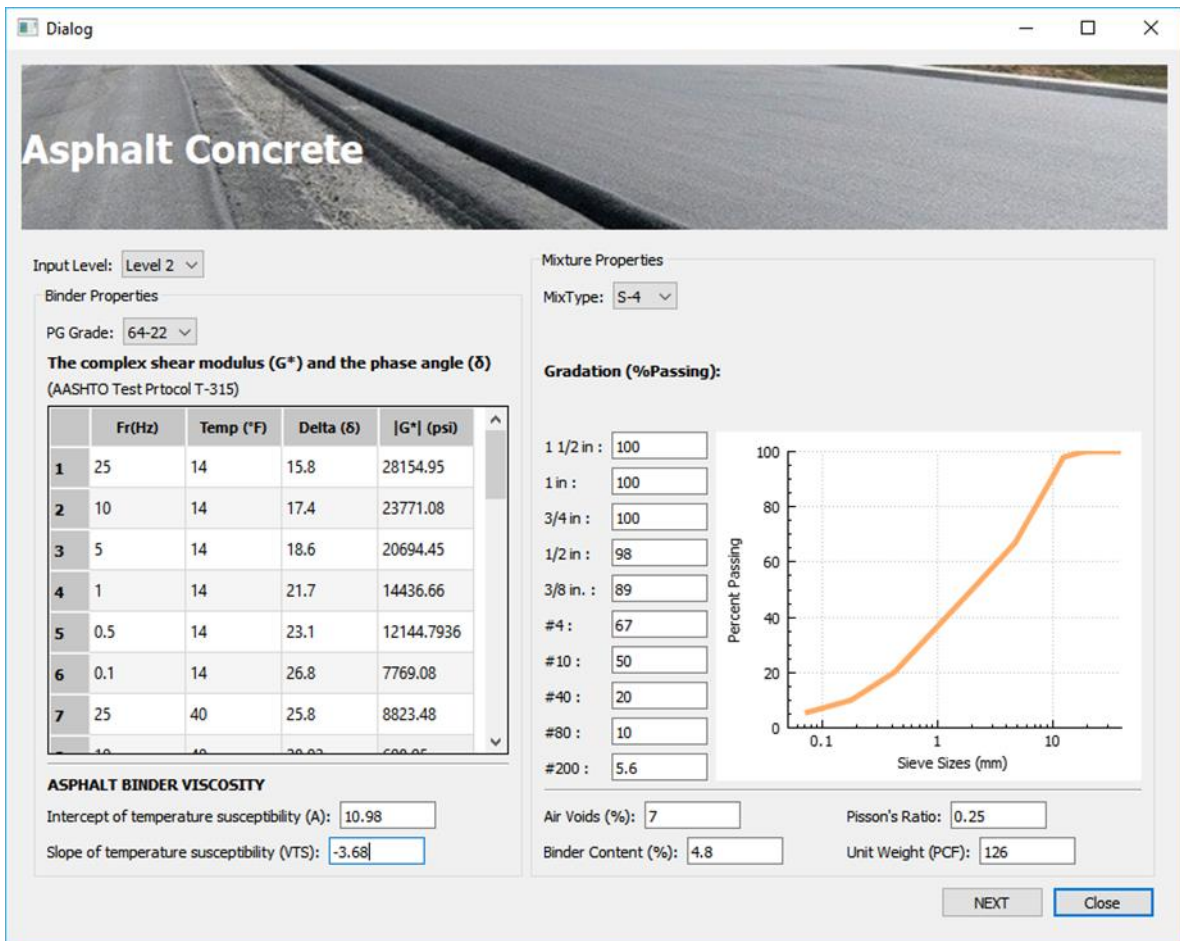 Dialog
Asphalt Concrete
Input Level: Level 2
Binder Properties
PG Grade: 64-22
The complex shear modulus (G*) and the phase angle (δ)
(AASHTO Test Prtocol T-315)
Fr(Hz) Temp (°F) Delta (δ) |G*| (psi)
1 25 14 15.8 28154.95
2 10 14 17.4 23771.08
3 5 14 18.6 20694.45
4 1 14 21.7 14436.66
5 0.5 14 23.1 12144.7936
6 0.1 14 26.8 7769.08
7 25 40 25.8 8823.48
ASPHALT BINDER VISCOSITY
Intercept of temperature susceptibility (A): 10.98
Slope of temperature susceptibility (VTS): -3.68
Mixture Properties
MixType: S-4
Gradation (%Passing):
1 1/2 in : 100
1 in : 100
3/4 in : 100
1/2 in : 98
3/8 in. : 89
#4 : 67
#10 : 50
#40 : 20
#80 : 10
#200 : 5.6
Percent Passing
100
80
60
40
20
0
0.1 1 10
Sieve Sizes (mm)
Air Voids (%): 7 Pisson's Ratio: 0.25
Binder Content (%): 4.8 Unit Weight (PCF): 126
NEXT Close